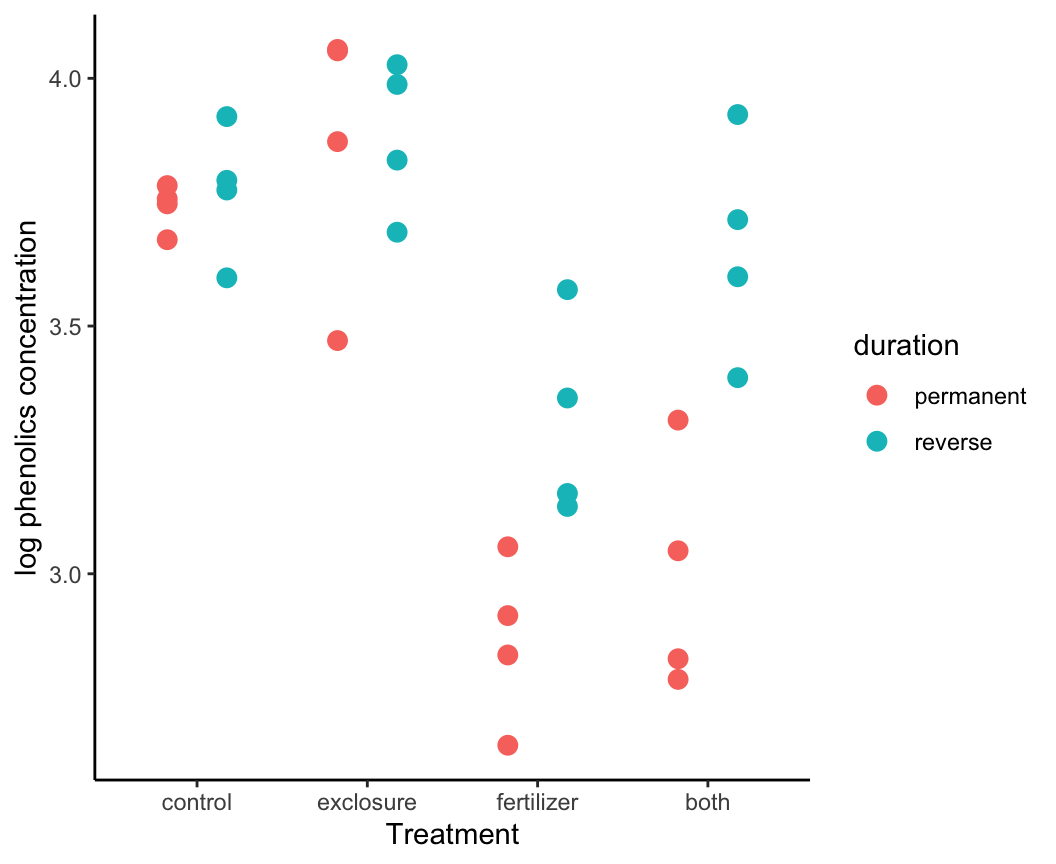 log phenolics concentration
4.0
3.5
3.0
control exclosure fertilizer both
Treatment
duration
permanent
reverse